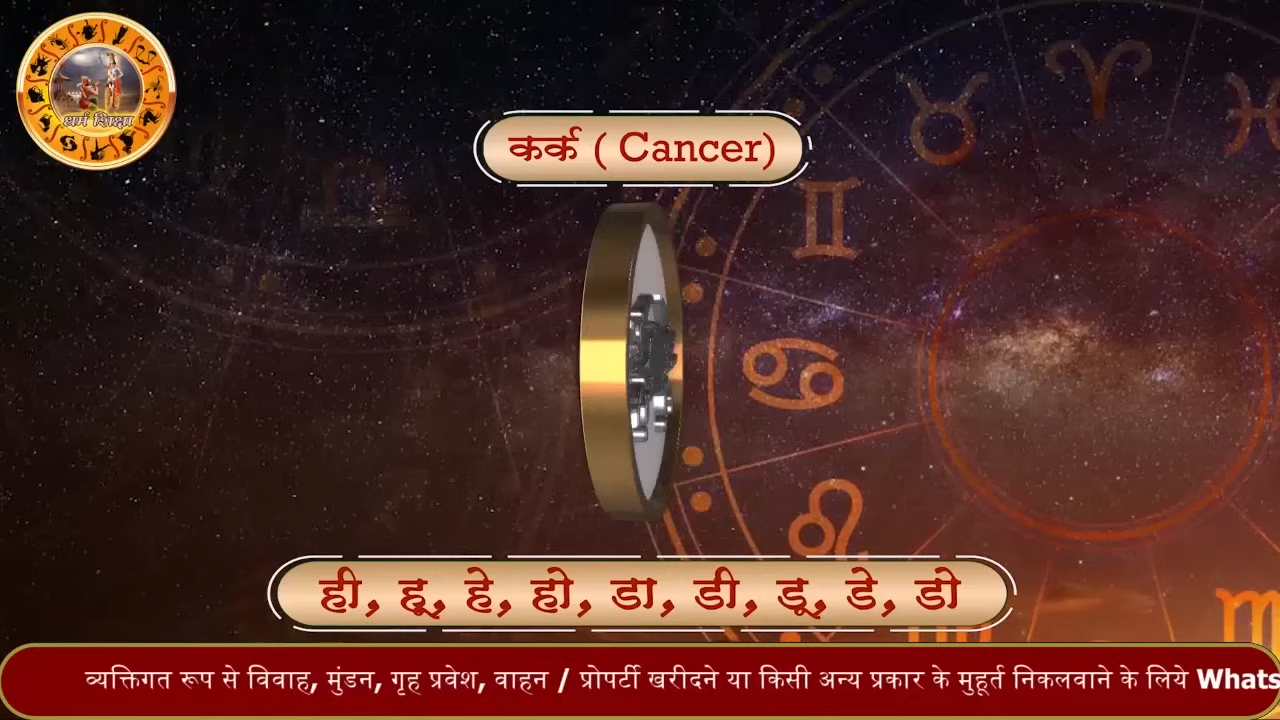 धर्म शिक्षा
कर्क ( Cancer)
ही, हू, हे, हो, डा, डी, डू, डे, डो
व्यक्तिगत रूप से विवाह, मुंडन, गृह प्रवेश, वाहन / प्रोपर्टी खरीदने या किसी अन्य प्रकार के मुहूर्त निकलवाने के लिये Whats